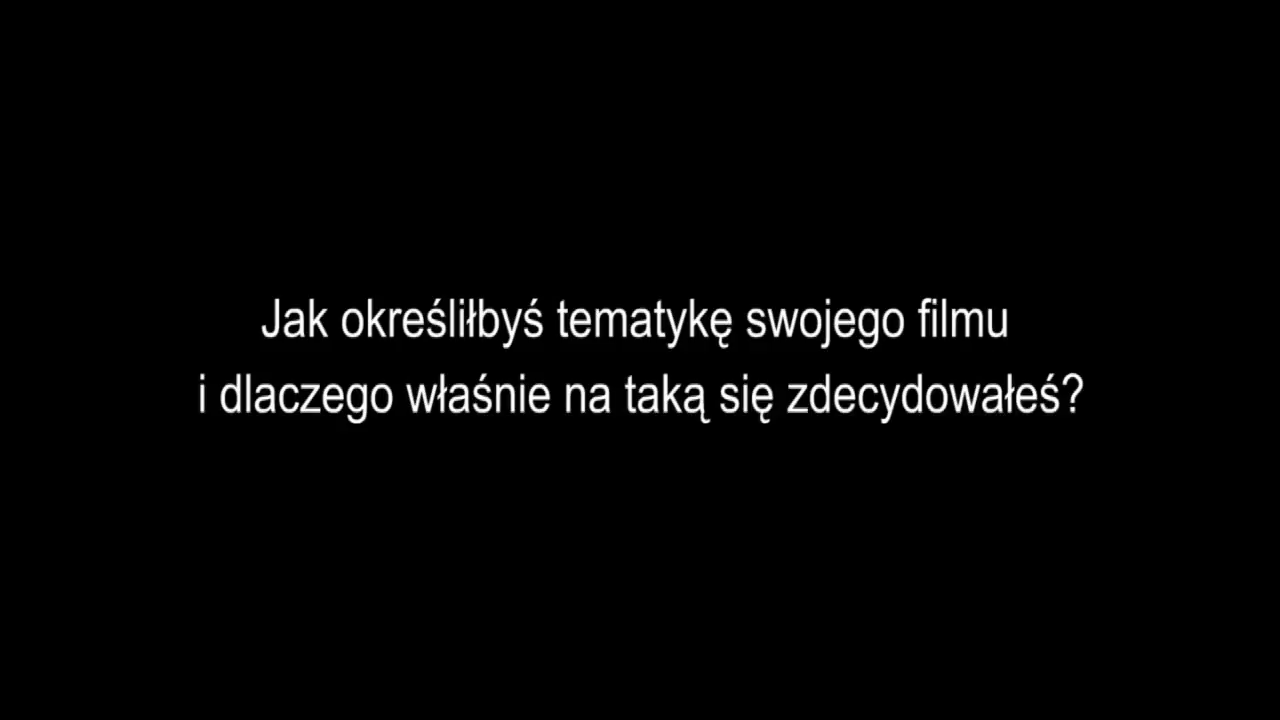 Jak określiłbyś tematykę swojego filmu
i dlaczego właśnie na taką się zdecydowałeś?